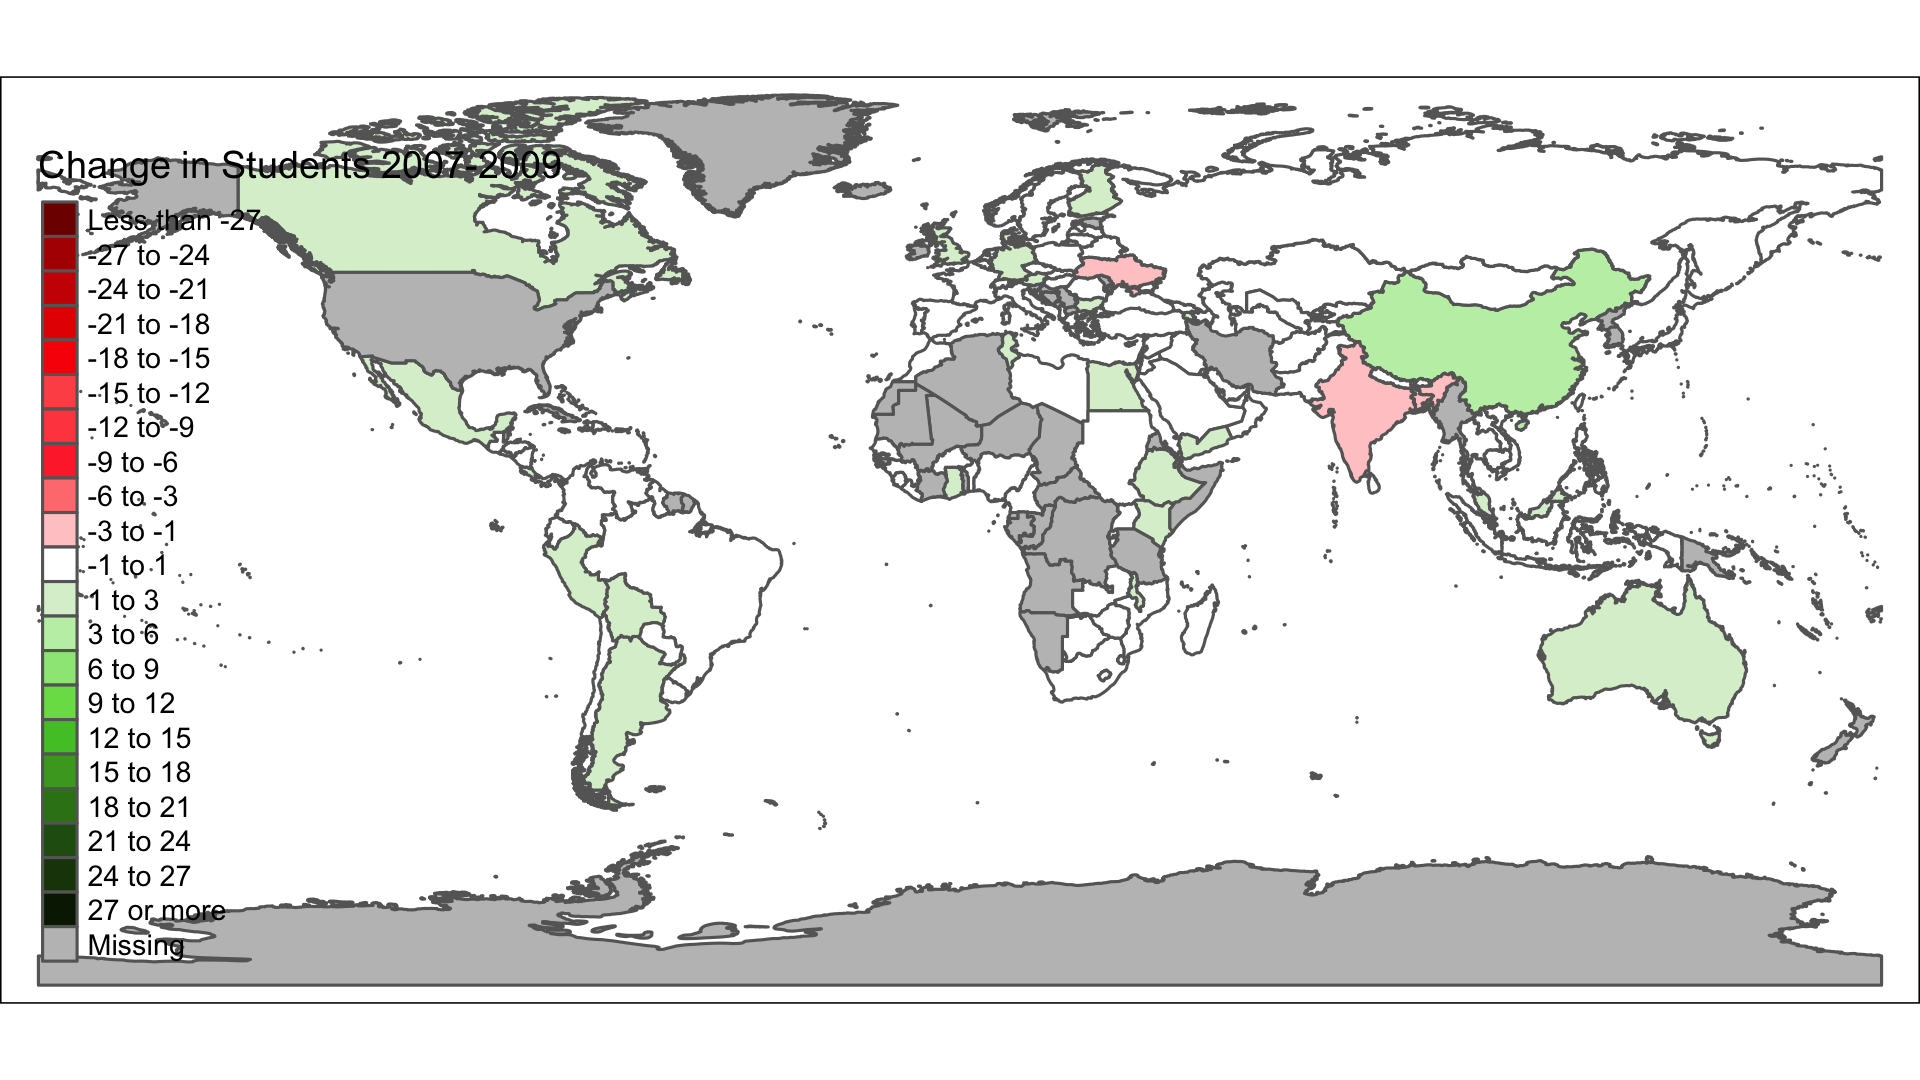 Change in Students 2007-2009
Less than -27
-27 to -24
-24 to -21
-21 to -18
-18 to -15
-15 to -12
-12 to -9
-9 to -6
-6 to -3
-3 to -1
-1 to 1
1 to 3
3 to 6
6 to 9
9 to 12
12 to 15
15 to 18
18 to 21
21 to 24
24 to 27
27 or more
Missing